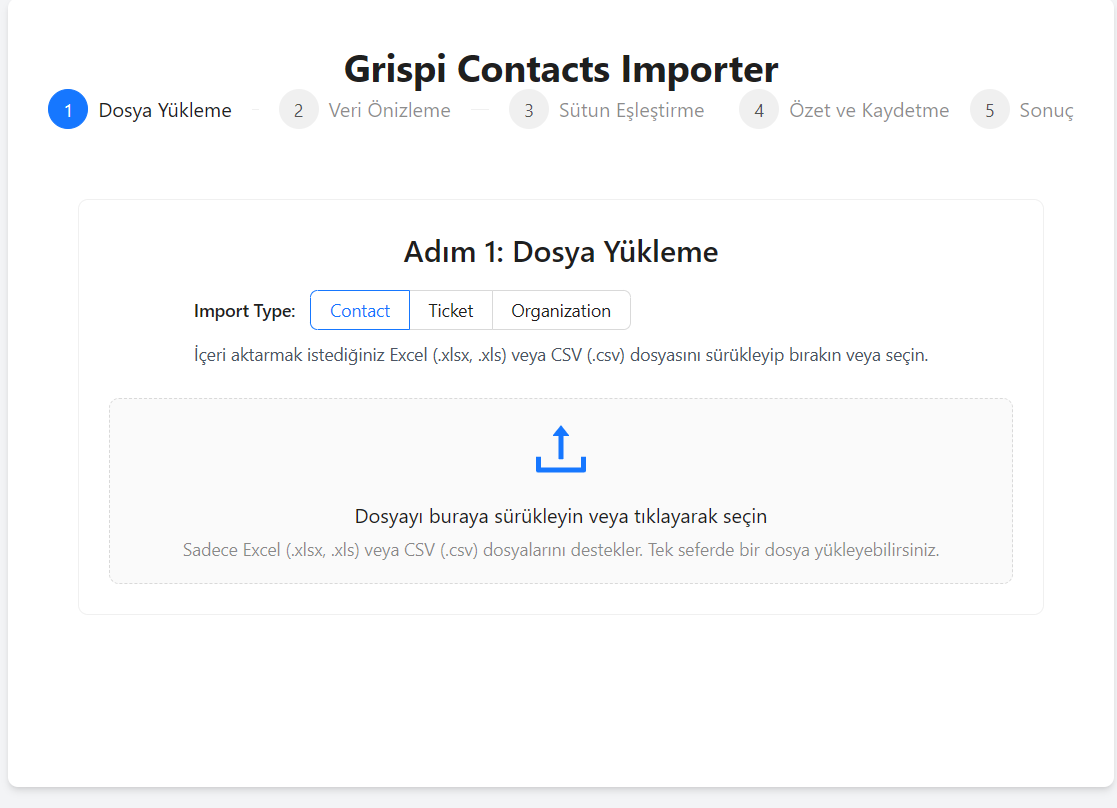 Grispi Contacts Importer
1 Dosya Yükleme 2 Veri Önizleme 3 Sütun Eşleştirme 4 Özet ve Kaydetme 5 Sonuç
Adım 1: Dosya Yükleme
Import Type: Contact Ticket Organization
İçeri aktarmak istediğiniz Excel (.xlsx, .xls) veya CSV (.csv) dosyasını sürükleyip bırakın veya seçin.
Dosyayı buraya sürükleyin veya tıklayarak seçin
Sadece Excel (.xlsx, .xls) veya CSV (.csv) dosyalarını destekler. Tek seferde bir dosya yükleyebilirsiniz.